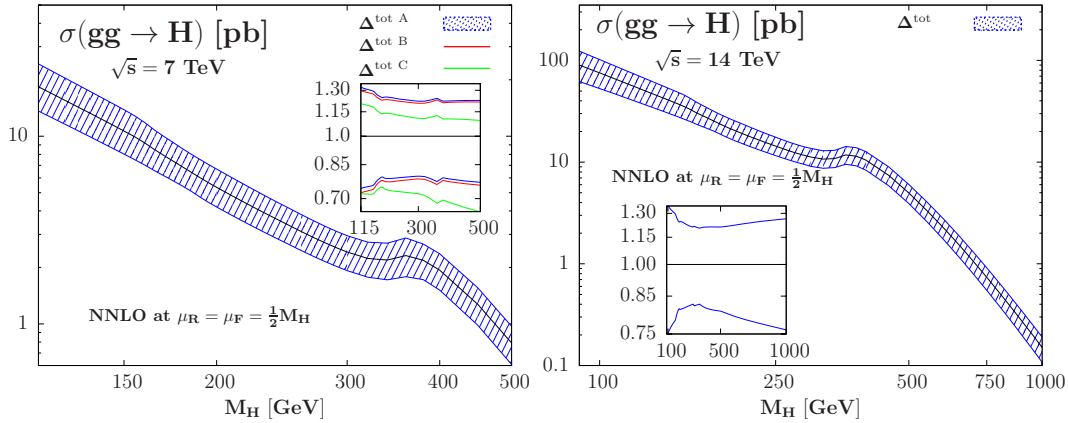 σ(gg → H) [pb]
√s = 7 TeV
Δ^tot A
Δ^tot B
Δ^tot C
1.30
1.15
1.0
0.85
0.70
115 300 500
NNLO at μ_R = μ_F = ½M_H
10
1
150 200 300 400 500
M_H [GeV]
σ(gg → H) [pb]
√s = 14 TeV
Δ^tot
NNLO at μ_R = μ_F = ½M_H
1.30
1.15
1.00
0.85
0.75
100 500 1000
100
10
1
0.1
100 250 500 750 1000
M_H [GeV]